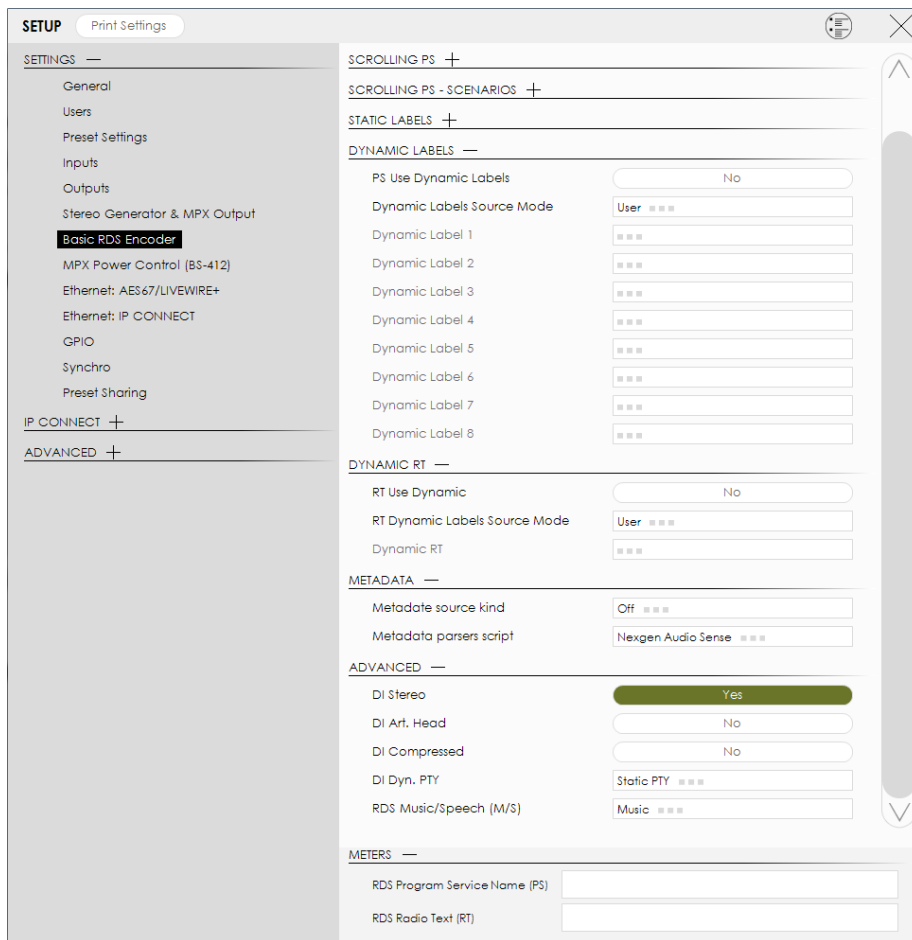 SETUP Print Settings
SETTINGS
General
Users
Preset Settings
Inputs
Outputs
Stereo Generator & MPX Output
Basic RDS Encoder
MPX Power Control (BS-412)
Ethernet: AES67/LIVEWIRE+
Ethernet: IP CONNECT
GPIO
Synchro
Preset Sharing
IP CONNECT
ADVANCED
SCROLLING PS
SCROLLING PS - SCENARIOS
STATIC LABELS
DYNAMIC LABELS
PS Use Dynamic Labels No
Dynamic Labels Source Mode User
Dynamic Label 1
Dynamic Label 2
Dynamic Label 3
Dynamic Label 4
Dynamic Label 5
Dynamic Label 6
Dynamic Label 7
Dynamic Label 8
DYNAMIC RT
RT Use Dynamic No
RT Dynamic Labels Source Mode User
Dynamic RT
METADATA
Metadate source kind Off
Metadata parsers script Nexgen Audio Sense
ADVANCED
DI Stereo Yes
DI Art. Head No
DI Compressed No
DI Dyn. PTY Static PTY
RDS Music/Speech (M/S) Music
METERS
RDS Program Service Name (PS)
RDS Radio Text (RT)